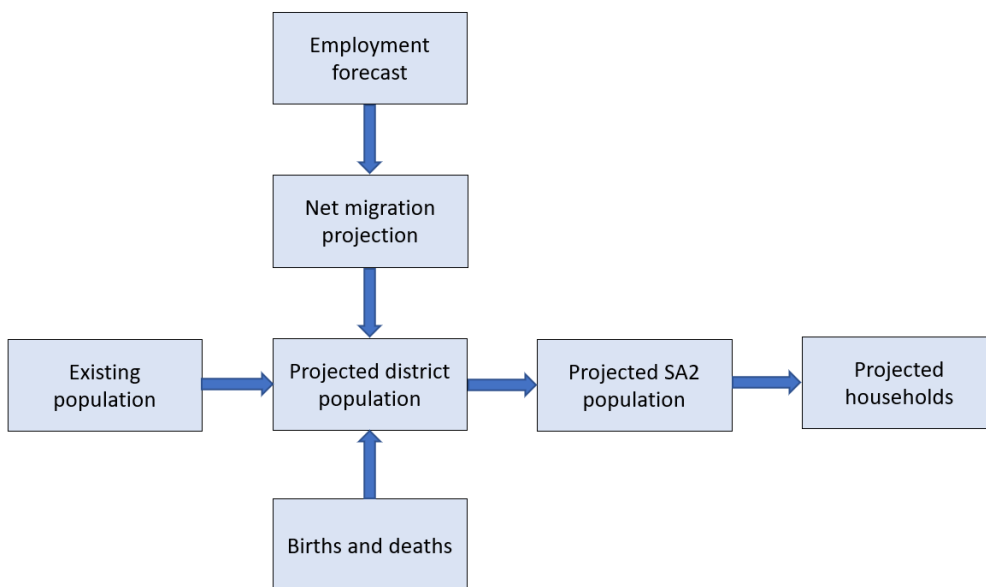 Employment
forecast
Net migration
projection
Existing
population
Projected district
population
Projected SA2
population
Projected
households
Births and deaths